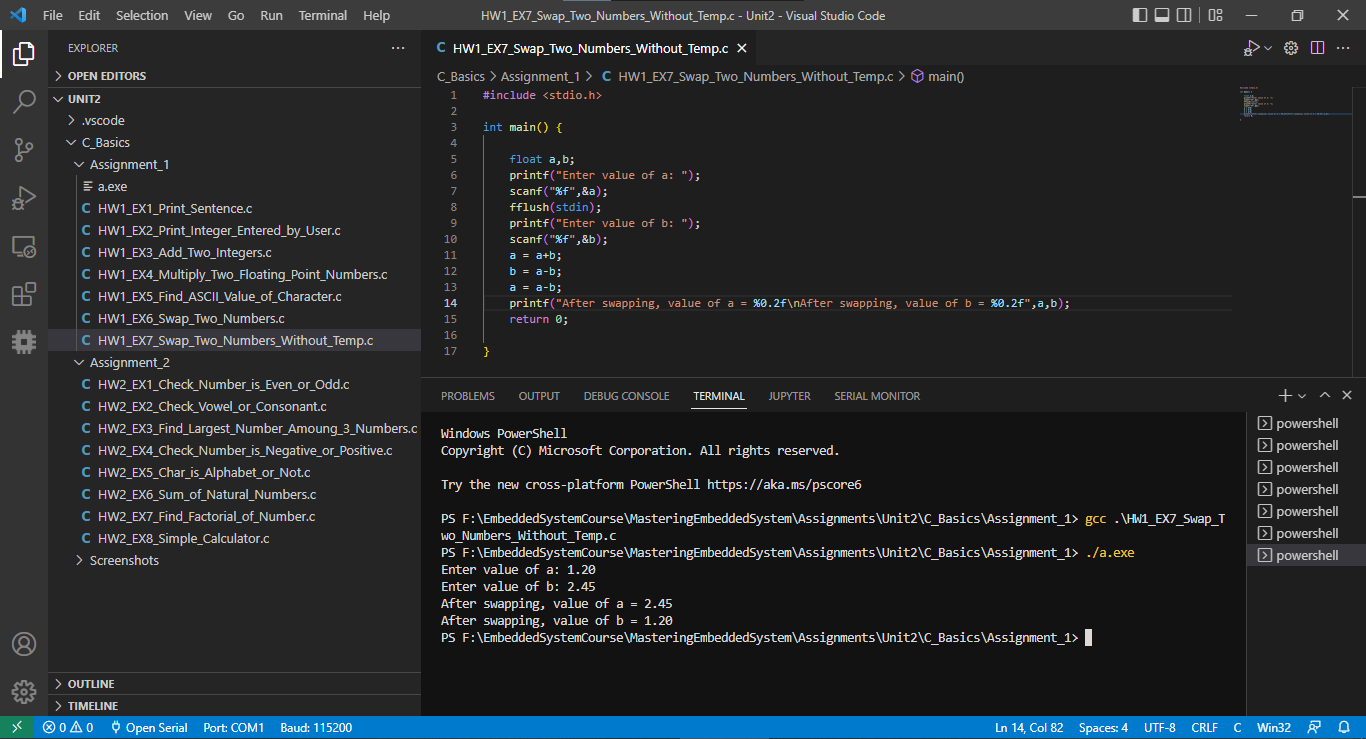 File Edit Selection View Go Run Terminal Help
HW1_EX7_Swap_Two_Numbers_Without_Temp.c - Unit2 - Visual Studio Code
EXPLORER
OPEN EDITORS
UNIT2
.vscode
C_Basics
Assignment_1
a.exe
C HW1_EX1_Print_Sentence.c
C HW1_EX2_Print_Integer_Entered_by_User.c
C HW1_EX3_Add_Two_Integers.c
C HW1_EX4_Multiply_Two_Floating_Point_Numbers.c
C HW1_EX5_Find_ASCII_Value_of_Character.c
C HW1_EX6_Swap_Two_Numbers.c
C HW1_EX7_Swap_Two_Numbers_Without_Temp.c
Assignment_2
C HW2_EX1_Check_Number_is_Even_or_Odd.c
C HW2_EX2_Check_Vowel_or_Consonant.c
C HW2_EX3_Find_Largest_Number_Amoung_3_Numbers.c
C HW2_EX4_Check_Number_is_Negative_or_Positive.c
C HW2_EX5_Char_is_Alphabet_or_Not.c
C HW2_EX6_Sum_of_Natural_Numbers.c
C HW2_EX7_Find_Factorial_of_Number.c
C HW2_EX8_Simple_Calculator.c
Screenshots
OUTLINE
TIMELINE
C HW1_EX7_Swap_Two_Numbers_Without_Temp.c
C_Basics > Assignment_1 > C HW1_EX7_Swap_Two_Numbers_Without_Temp.c > main()
1 #include <stdio.h>
2
3 int main() {
4
5 float a,b;
6 printf("Enter value of a: ");
7 scanf("%f",&a);
8 fflush(stdin);
9 printf("Enter value of b: ");
10 scanf("%f",&b);
11 a = a+b;
12 b = a-b;
13 a = a-b;
14 printf("After swapping, value of a = %0.2f\nAfter swapping, value of b = %0.2f",a,b);
15 return 0;
16
17 }
PROBLEMS OUTPUT DEBUG CONSOLE TERMINAL JUPYTER SERIAL MONITOR
Windows PowerShell
Copyright (C) Microsoft Corporation. All rights reserved.
Try the new cross-platform PowerShell https://aka.ms/pscore6
PS F:\EmbeddedSystemCourse\MasteringEmbeddedSystem\Assignments\Unit2\C_Basics\Assignment_1> gcc .\HW1_EX7_Swap_T
wo_Numbers_Without_Temp.c
PS F:\EmbeddedSystemCourse\MasteringEmbeddedSystem\Assignments\Unit2\C_Basics\Assignment_1> ./a.exe
Enter value of a: 1.20
Enter value of b: 2.45
After swapping, value of a = 2.45
After swapping, value of b = 1.20
PS F:\EmbeddedSystemCourse\MasteringEmbeddedSystem\Assignments\Unit2\C_Basics\Assignment_1>
powershell
powershell
powershell
powershell
powershell
powershell
powershell
0 0 Open Serial Port: COM1 Baud: 115200 Ln 14, Col 82 Spaces: 4 UTF-8 CRLF C Win32